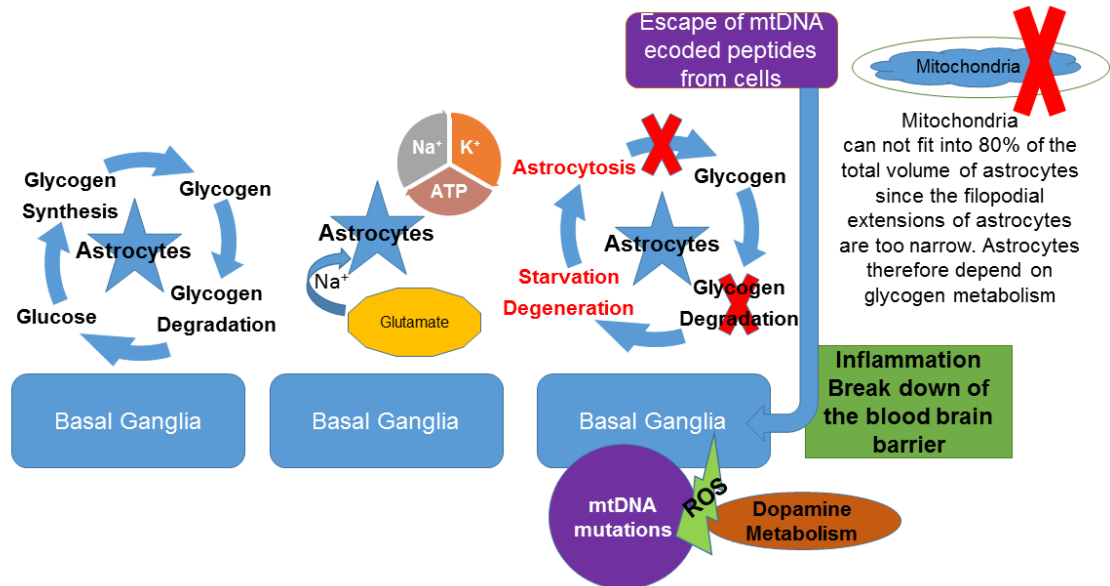 Escape of mtDNA
ecoded peptides
from cells
Mitochondria
Mitochondria
can not fit into 80% of the
total volume of astrocytes
since the filopodial
extensions of astrocytes
are too narrow. Astrocytes
therefore depend on
glycogen metabolism
Glycogen
Synthesis
Glycogen
Astrocytes
Glycogen
Degradation
Glucose
Basal Ganglia
Na⁺
K⁺
ATP
Astrocytes
Na⁺
Glutamate
Basal Ganglia
Astrocytosis
Glycogen
Astrocytes
Starvation
Degeneration
Glycogen
Degradation
Basal Ganglia
Inflammation
Break down of
the blood brain
barrier
mtDNA
mutations
ROS
Dopamine
Metabolism